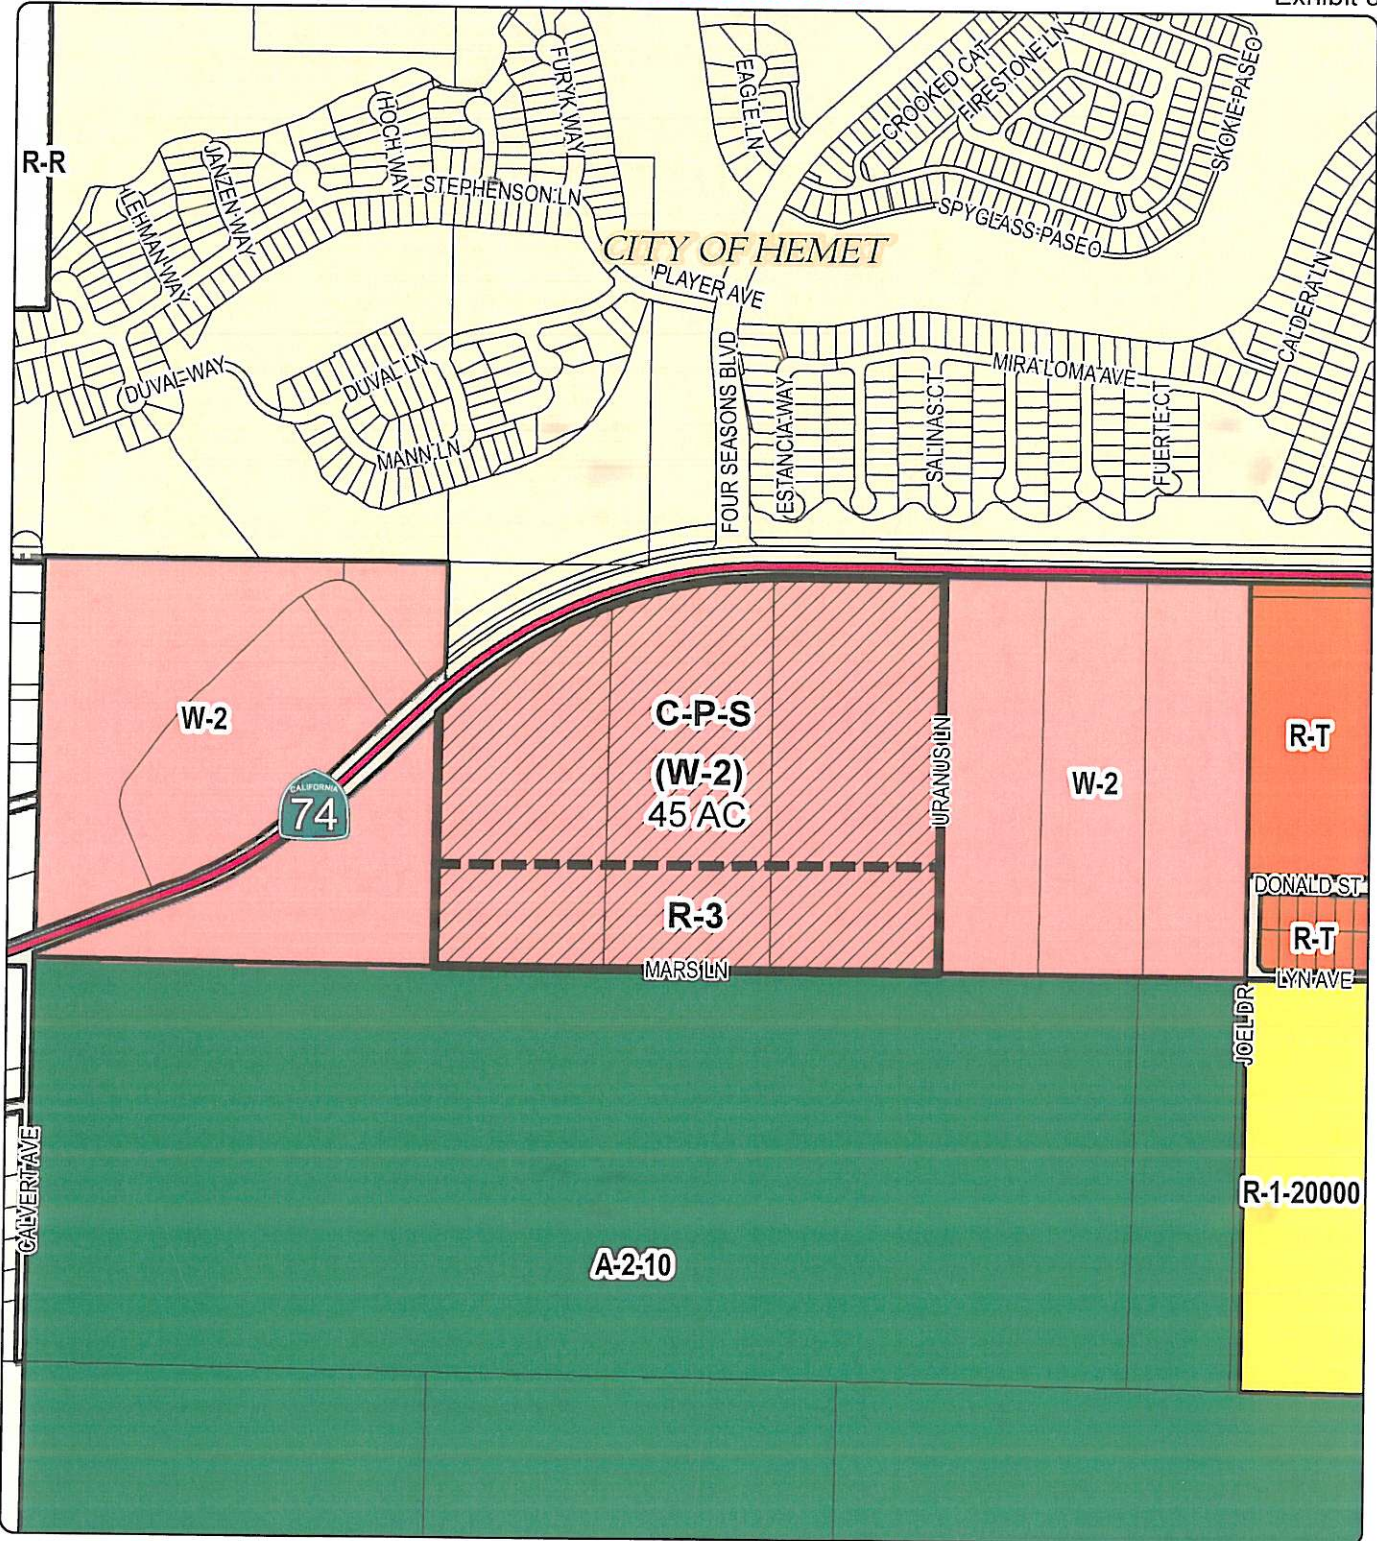 Exhibit
R-R
LEHMAN WAY
JANZEN WAY
HOCH WAY
FURYK WAY
STEPHENSON LN
EAGLE LN
CROOKED CAT
FIRESTONE LN
SKOKIE PASEO
SPYGLASS PASEO
CITY OF HEMET
PLAYER AVE
CALDERA LN
DUVAL WAY
DUVAL LN
MANN LN
FOUR SEASONS BLVD
ESTANCIA WAY
SALINAS CT
MIRA LOMA AVE
FUERTE CT
W-2
CALIFORNIA
74
C-P-S
(W-2)
45 AC
R-3
URANUS LN
W-2
R-T
DONALD ST
R-T
LYN AVE
MARS LN
JOEL DR
CALVERT AVE
R-1-20000
A-2-10